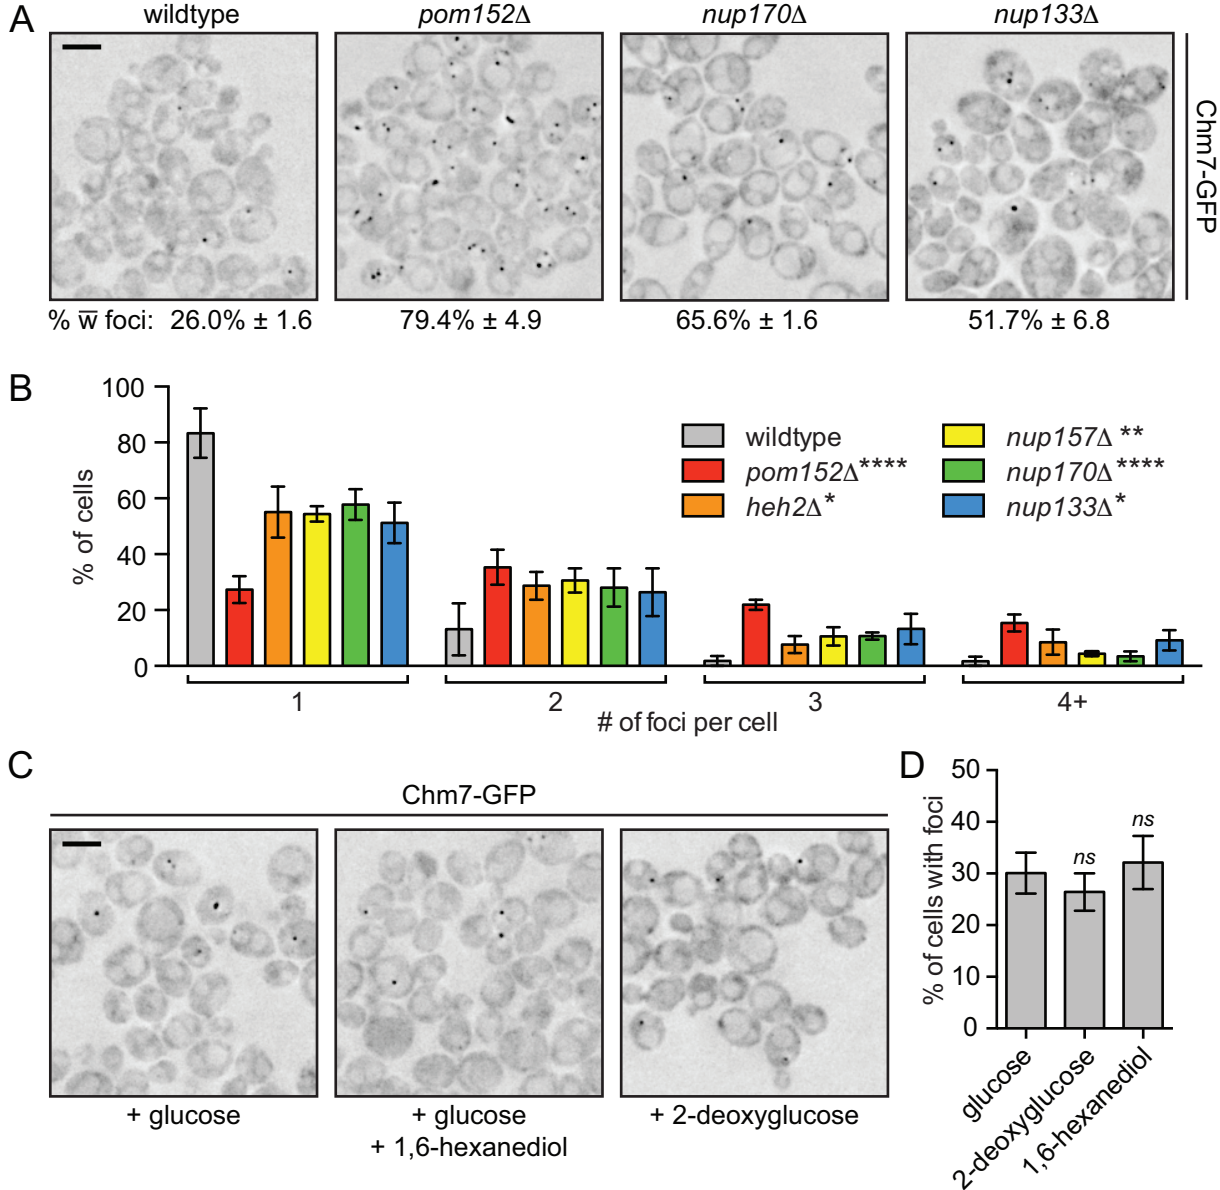 A
wildtype
pom152Δ
nup170Δ
nup133Δ
Chm7-GFP
% w̅ foci: 26.0% ± 1.6
79.4% ± 4.9
65.6% ± 1.6
51.7% ± 6.8
B
% of cells
100
80
60
40
20
0
wildtype
pom152Δ****
heh2Δ*
nup157Δ **
nup170Δ****
nup133Δ*
1
2
3
4+
# of foci per cell
C
Chm7-GFP
+ glucose
+ glucose
+ 1,6-hexanediol
+ 2-deoxyglucose
D
% of cells with foci
50
40
30
20
10
0
ns
ns
glucose
2-deoxyglucose
1,6-hexanediol